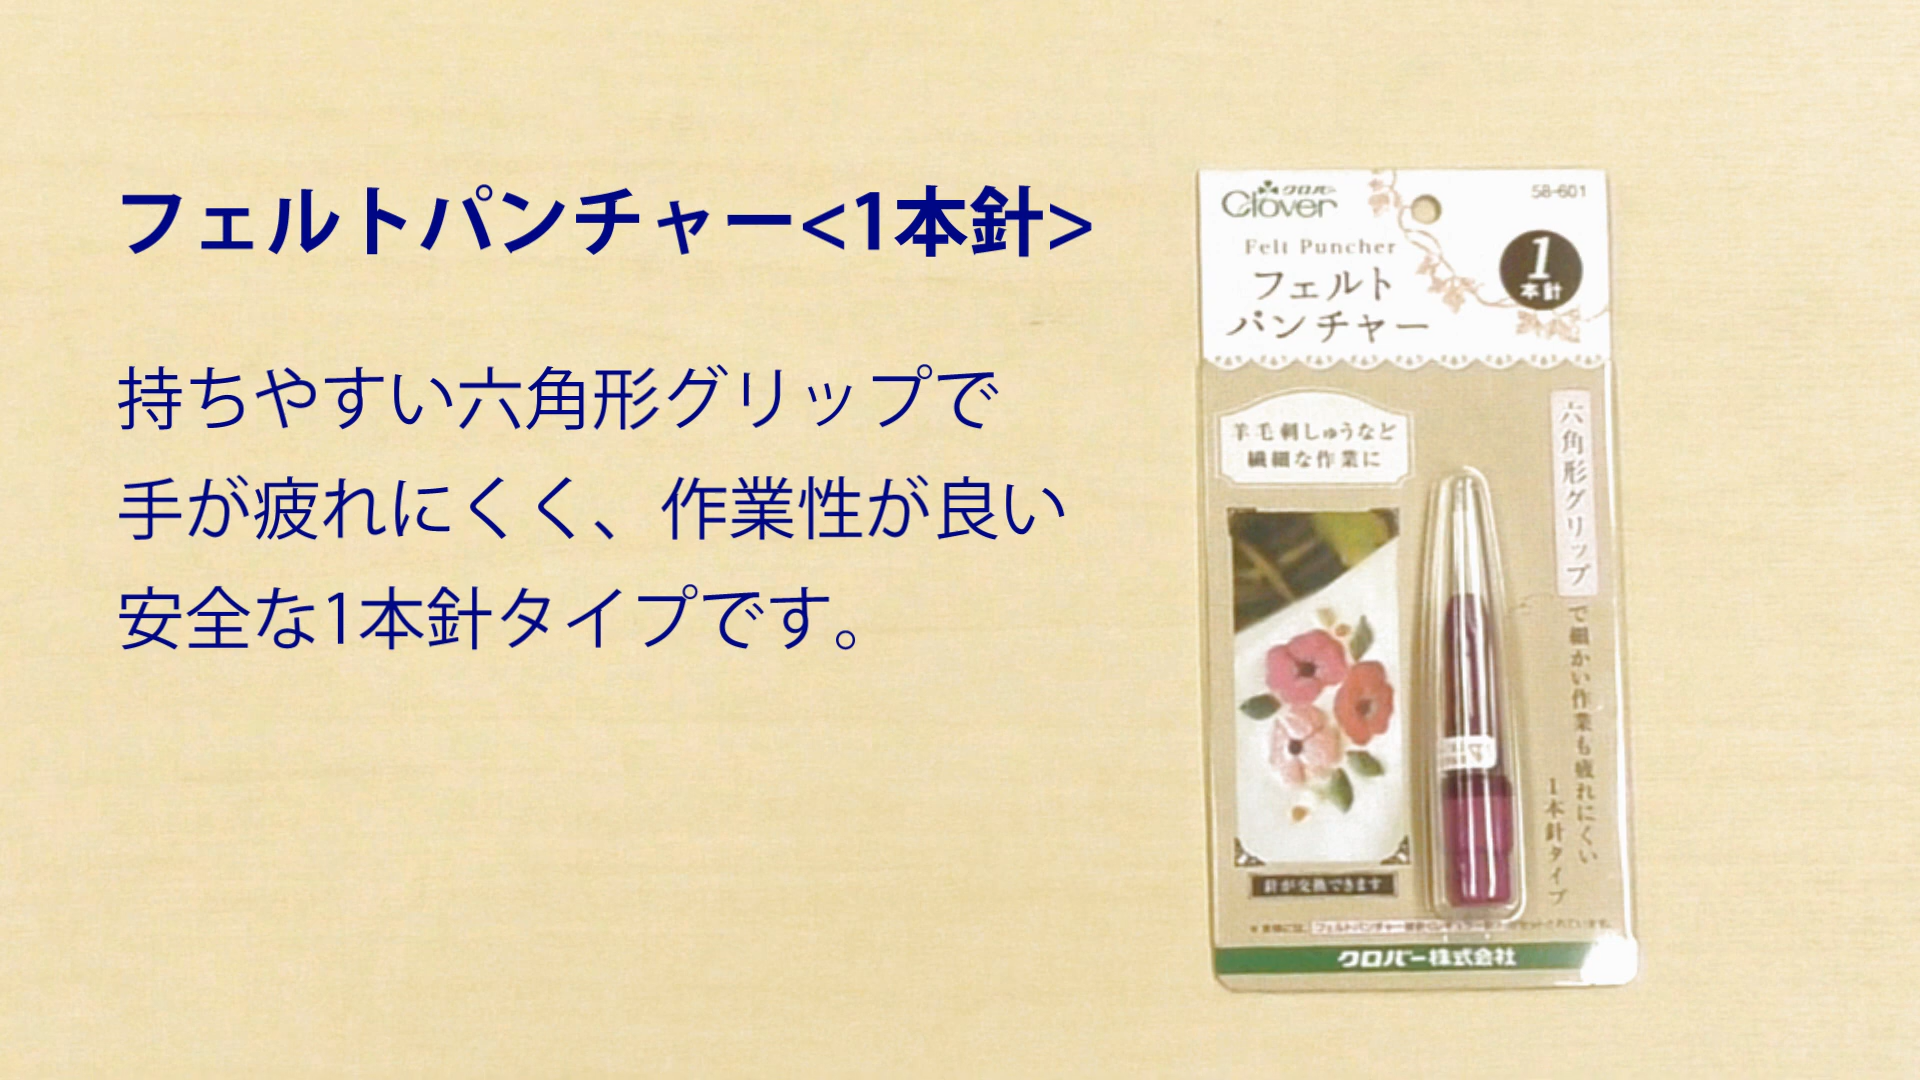 フェルトパンチャー<1本針>
持ちやすい六角形グリップで
手が疲れにくく、作業性が良い
安全な1本針タイプです。
クロバー
Clover
58-601
Felt Puncher
フェルト
パンチャー
1
本針
羊毛刺しゅうなど
繊細な作業に
六角形グリップで細かい作業も疲れにくい
1本針タイプ
針が交換できます
クロバー株式会社